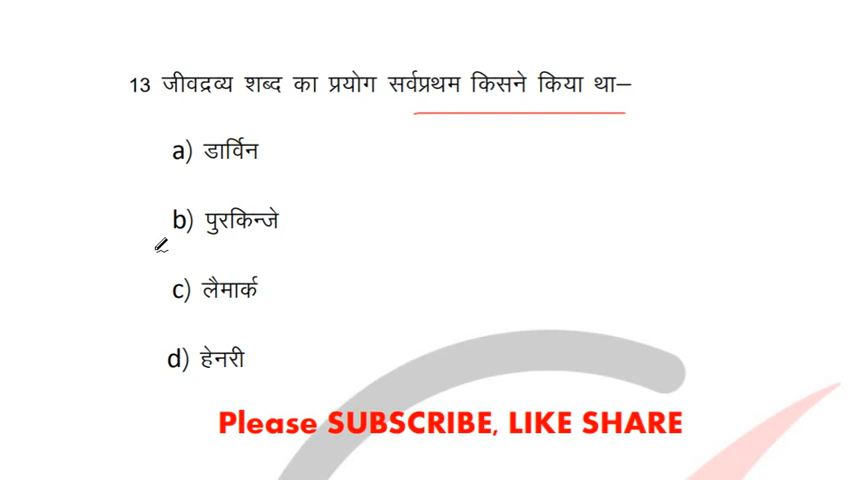 13 जीवद्रव्य शब्द का प्रयोग सर्वप्रथम किसने किया था–
a) डार्विन
b) पुरकिन्जे
c) लैमार्क
d) हेनरी
Please SUBSCRIBE, LIKE SHARE